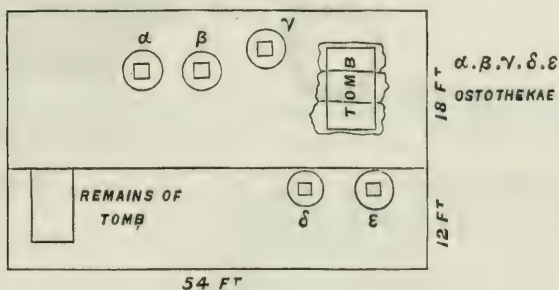 α β γ
α.β.γ.δ.ε
OSTOTHEKAE
TOMB
18 FT
REMAINS OF
TOMB
δ ε
12 FT
54 FT